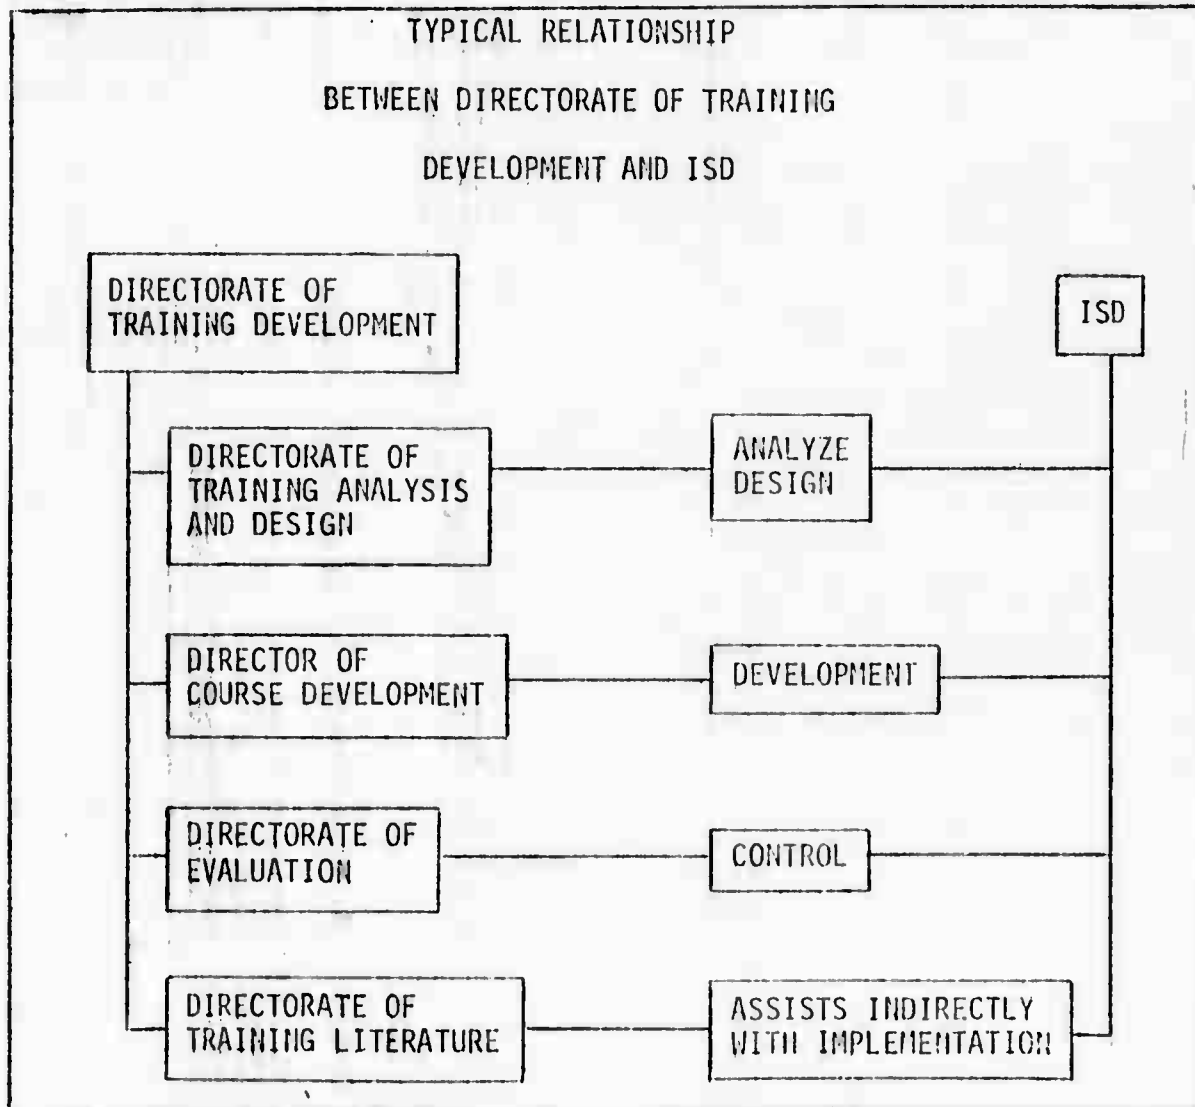 TYPICAL RELATIONSHIP
BETWEEN DIRECTORATE OF TRAINING
DEVELOPMENT AND ISD
DIRECTORATE OF
TRAINING DEVELOPMENT
ISD
DIRECTORATE OF
TRAINING ANALYSIS
AND DESIGN
ANALYZE
DESIGN
DIRECTOR OF
COURSE DEVELOPMENT
DEVELOPMENT
DIRECTORATE OF
EVALUATION
CONTROL
DIRECTORATE OF
TRAINING LITERATURE
ASSISTS INDIRECTLY
WITH IMPLEMENTATION